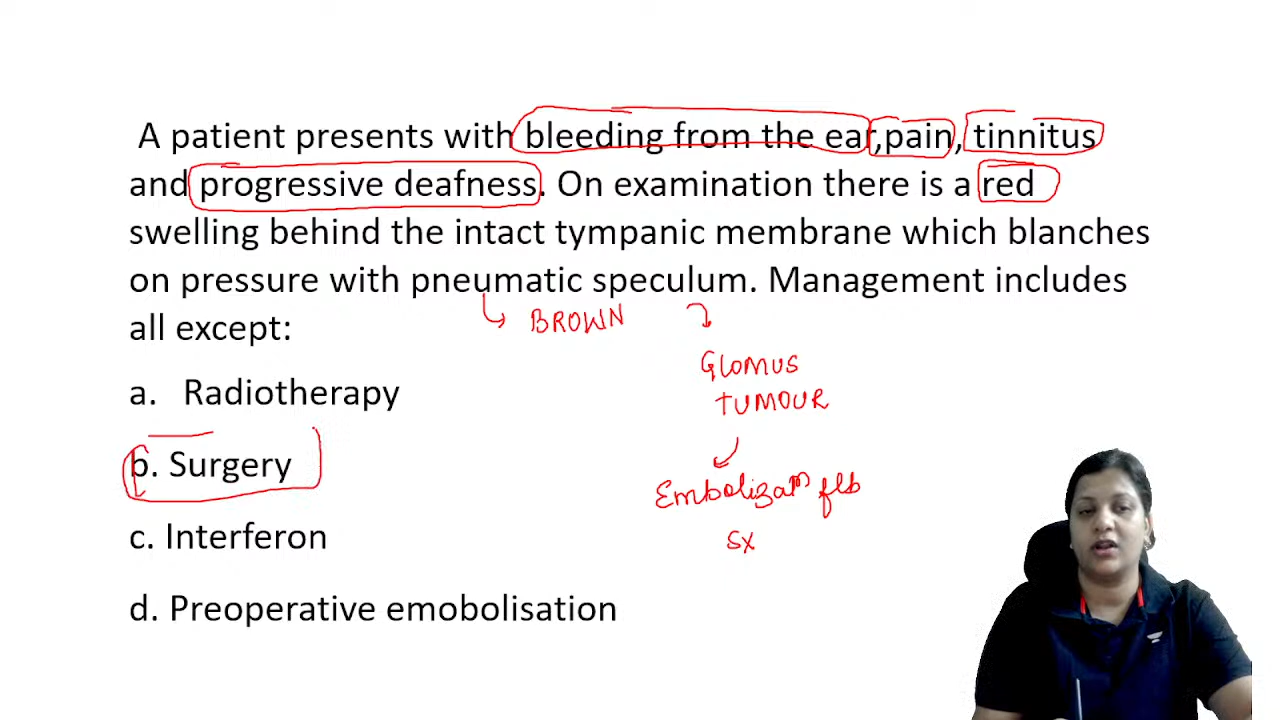 A patient presents with bleeding from the ear,pain, tinnitus
and progressive deafness. On examination there is a red
swelling behind the intact tympanic membrane which blanches
on pressure with pneumatic speculum. Management includes
all except:
BROWN
GLOMUS
TUMOUR
a. Radiotherapy
b. Surgery
Embolizaⁿ flb
Sx
c. Interferon
d. Preoperative emobolisation